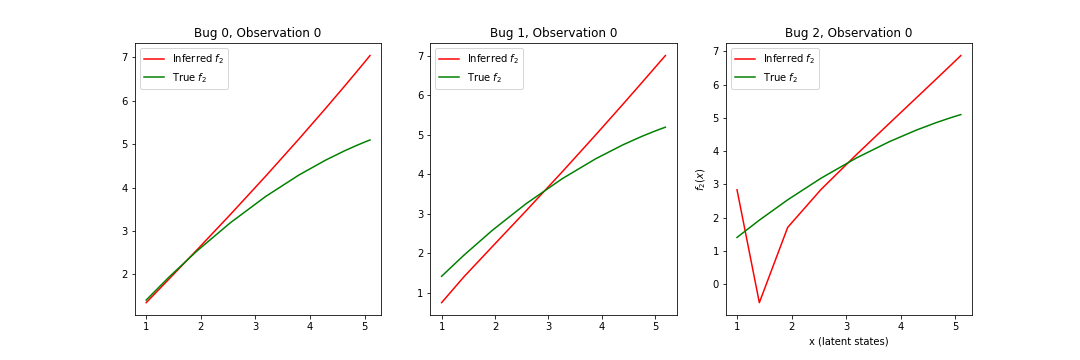 Bug 0, Observation 0
Inferred f₂
True f₂
7
6
5
4
3
2
1 2 3 4 5
Bug 1, Observation 0
Inferred f₂
True f₂
7
6
5
4
3
2
1
1 2 3 4 5
Bug 2, Observation 0
Inferred f₂
True f₂
f₂(x)
7
6
5
4
3
2
1
0
1 2 3 4 5
x (latent states)